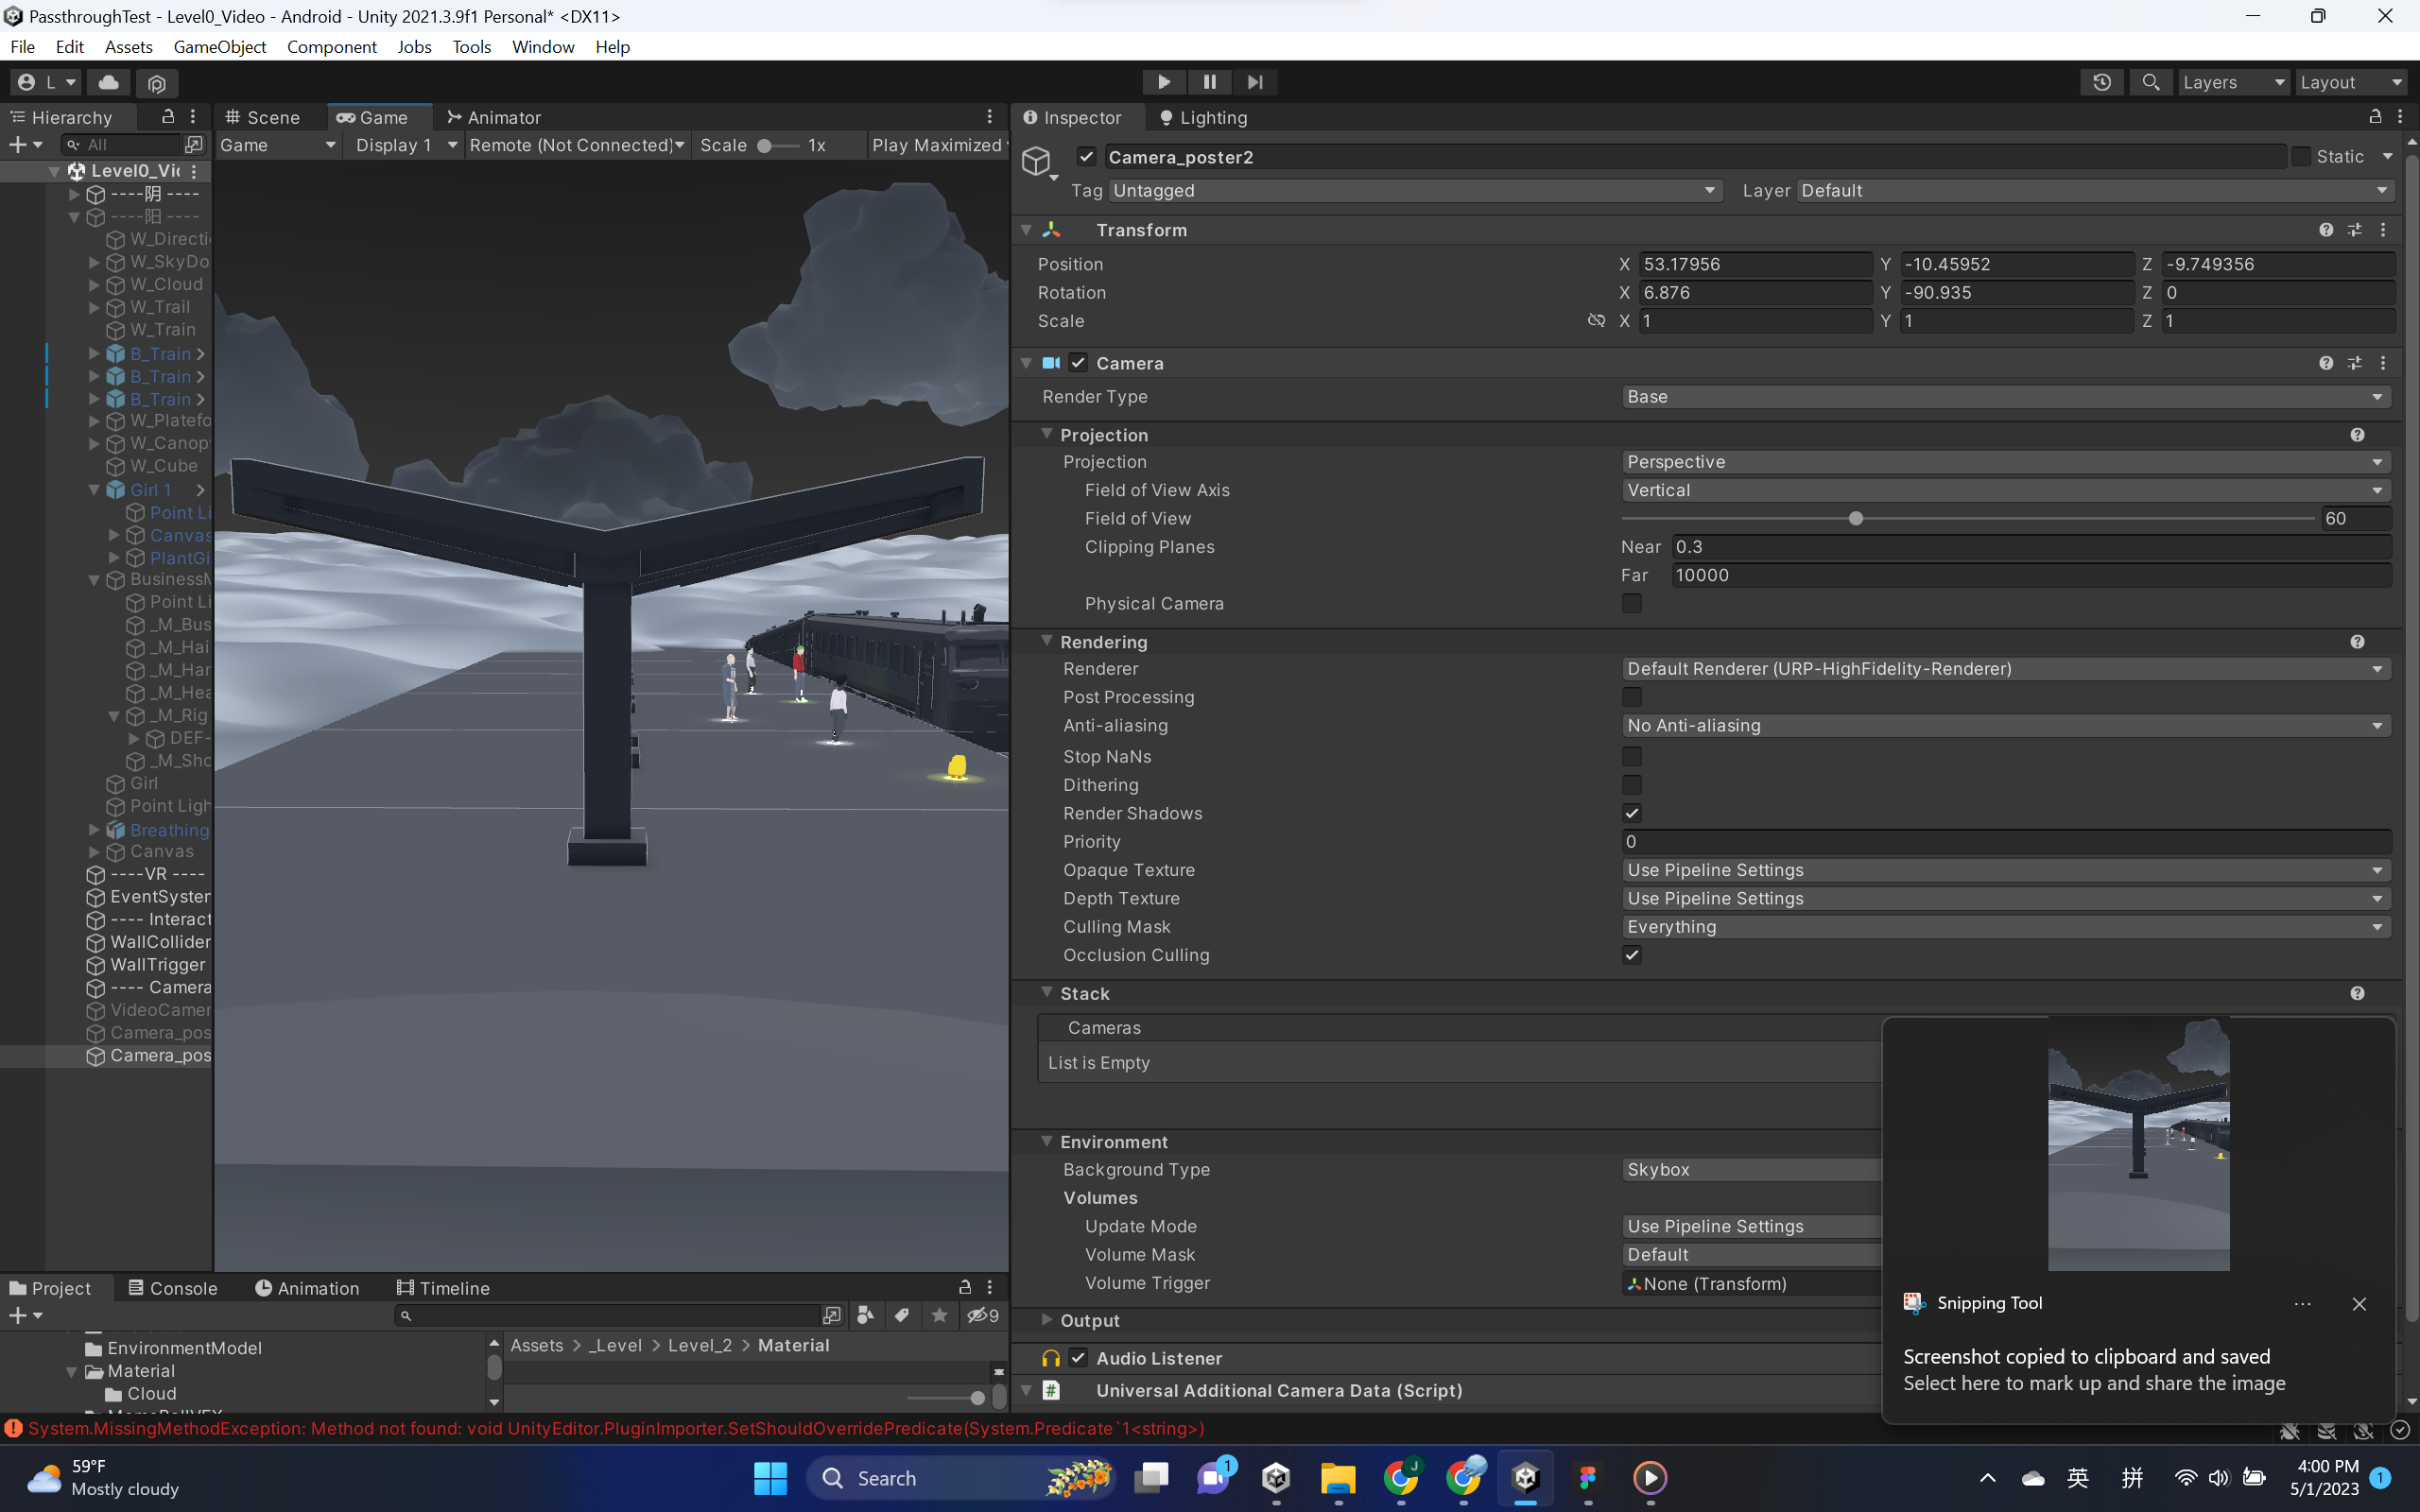 PassthroughTest - Level0_Video - Android - Unity 2021.3.9f1 Personal* <DX11>
File Edit Assets GameObject Component Jobs Tools Window Help
L
Layers Layout
Hierarchy
All
Level0_Vi
----阴 ----
----阳 ----
W_Directi
W_SkyDo
W_Cloud
W_Trail
W_Train
B_Train
B_Train
B_Train
W_Platefo
W_Canop
W_Cube
Girl 1
Point Li
Canvas
PlantGi
BusinessM
Point Li
_M_Bus
_M_Hai
_M_Har
_M_Hea
_M_Rig
DEF-
_M_Sho
Girl
Point Ligh
Breathing
Canvas
----VR ----
EventSyster
---- Interact
WallCollider
WallTrigger
---- Camera
VideoCamer
Camera_pos
Camera_pos
Scene Game Animator
Game Display 1 Remote (Not Connected) Scale 1x Play Maximized
Inspector Lighting
Camera_poster2 Static
Tag Untagged Layer Default
Transform
Position X 53.17956 Y -10.45952 Z -9.749356
Rotation X 6.876 Y -90.935 Z 0
Scale X 1 Y 1 Z 1
Camera
Render Type Base
Projection
Projection Perspective
Field of View Axis Vertical
Field of View 60
Clipping Planes Near 0.3
Far 10000
Physical Camera
Rendering
Renderer Default Renderer (URP-HighFidelity-Renderer)
Post Processing
Anti-aliasing No Anti-aliasing
Stop NaNs
Dithering
Render Shadows
Priority 0
Opaque Texture Use Pipeline Settings
Depth Texture Use Pipeline Settings
Culling Mask Everything
Occlusion Culling
Stack
Cameras
List is Empty
Environment
Background Type Skybox
Volumes
Update Mode Use Pipeline Settings
Volume Mask Default
Volume Trigger None (Transform)
Output
Audio Listener
# Universal Additional Camera Data (Script)
Snipping Tool
Screenshot copied to clipboard and saved
Select here to mark up and share the image
Project Console Animation Timeline
9
EnvironmentModel
Material
Cloud
Assets > _Level > Level_2 > Material
System.MissingMethodException: Method not found: void UnityEditor.PluginImporter.SetShouldOverridePredicate(System.Predicate`1<string>)
59°F
Mostly cloudy
Search
1
J
英 拼
4:00 PM
5/1/2023
1